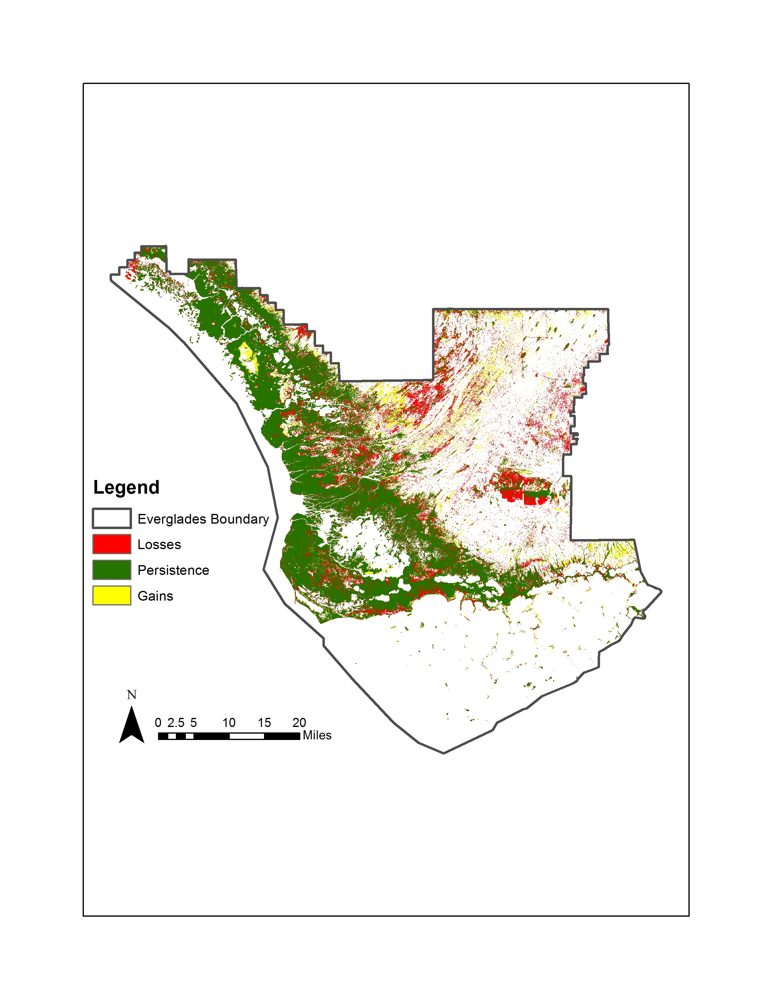 Legend
Everglades Boundary
Losses
Persistence
Gains
N
0 2.5 5 10 15 20
Miles